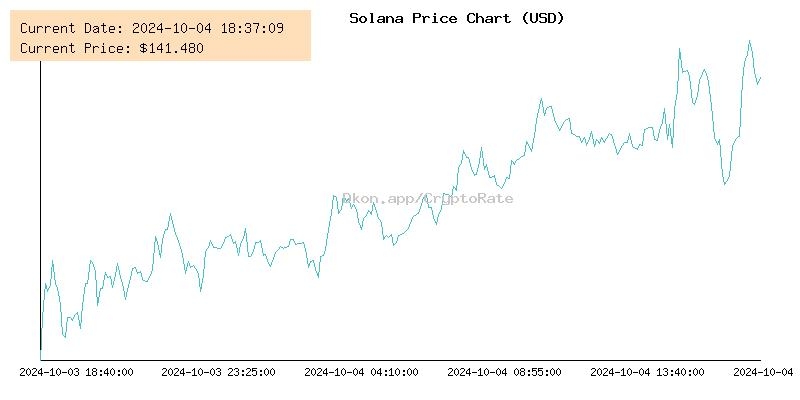 Solana Price Chart (USD)
Current Date: 2024-10-04 18:37:09
Current Price: $141.480
Dkon.app/CryptoRate
2024-10-03 18:40:00 2024-10-03 23:25:00 2024-10-04 04:10:00 2024-10-04 08:55:00 2024-10-04 13:40:00 2024-10-04